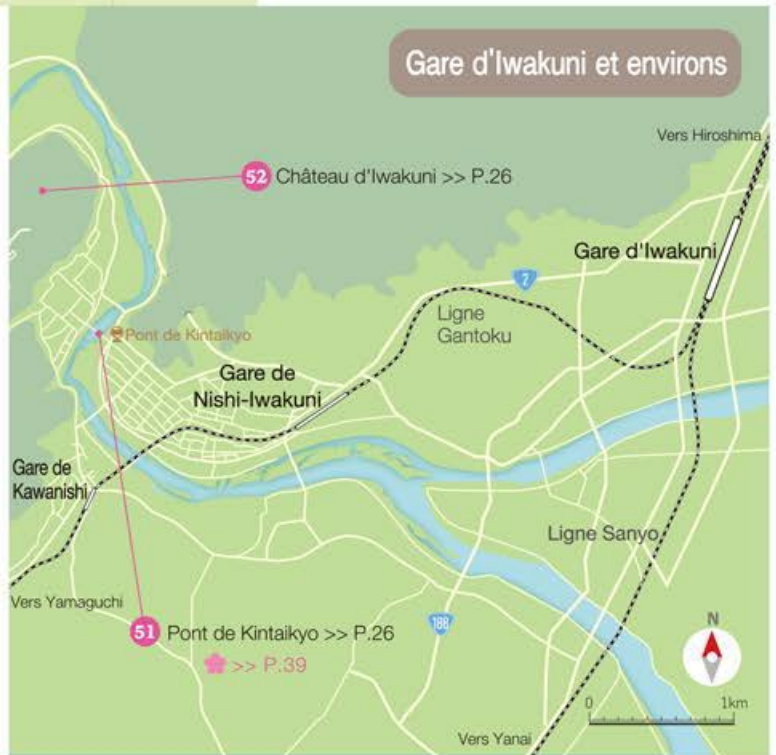 Gare d'Iwakuni et environs
Vers Hiroshima
52 Château d'Iwakuni >> P.26
Gare d'Iwakuni
2
Ligne
Gantoku
Pont de Kintaikyo
Gare de
Nishi-Iwakuni
Gare de
Kawanishi
Ligne Sanyo
Vers Yamaguchi
51 Pont de Kintaikyo >> P.26
>> P.39
188
N
0 1km
Vers Yanai